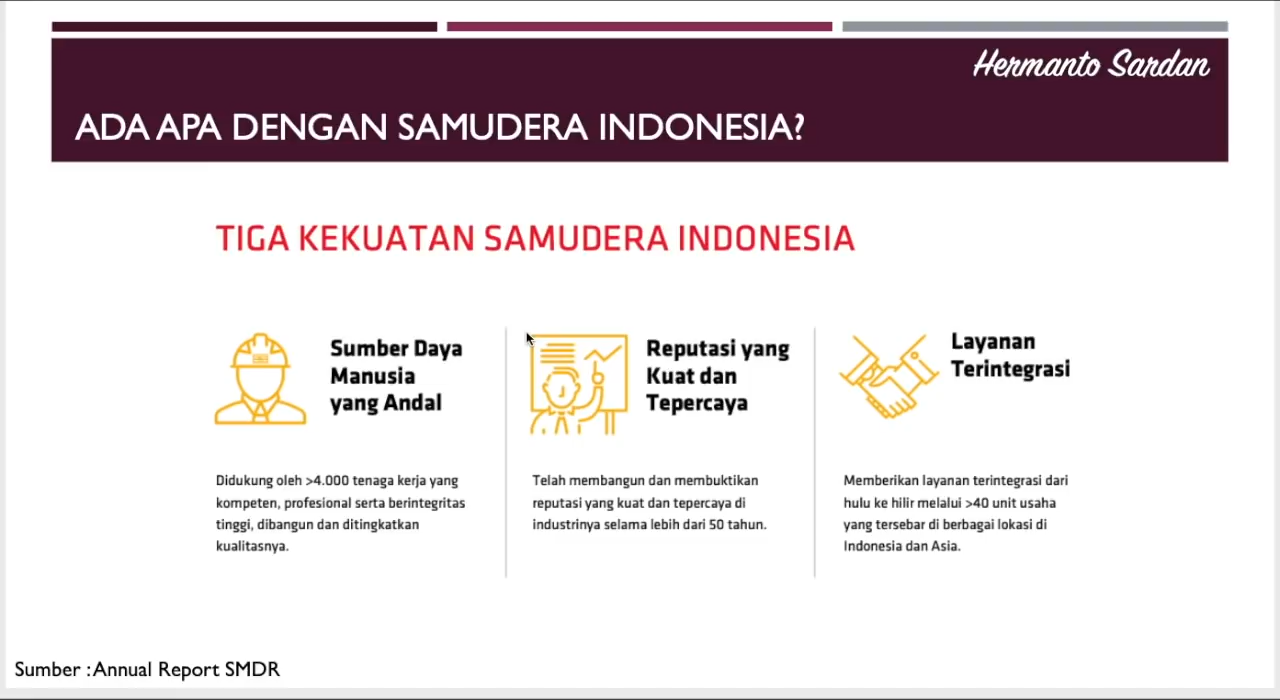 Hermanto Sardan
ADA APA DENGAN SAMUDERA INDONESIA?
TIGA KEKUATAN SAMUDERA INDONESIA
Sumber Daya
Manusia
yang Andal
Didukung oleh >4.000 tenaga kerja yang
kompeten, profesional serta berintegritas
tinggi, dibangun dan ditingkatkan
kualitasnya.
Reputasi yang
Kuat dan
Tepercaya
Telah membangun dan membuktikan
reputasi yang kuat dan tepercaya di
industrinya selama lebih dari 50 tahun.
Layanan
Terintegrasi
Memberikan layanan terintegrasi dari
hulu ke hilir melalui >40 unit usaha
yang tersebar di berbagai lokasi di
Indonesia dan Asia.
Sumber : Annual Report SMDR